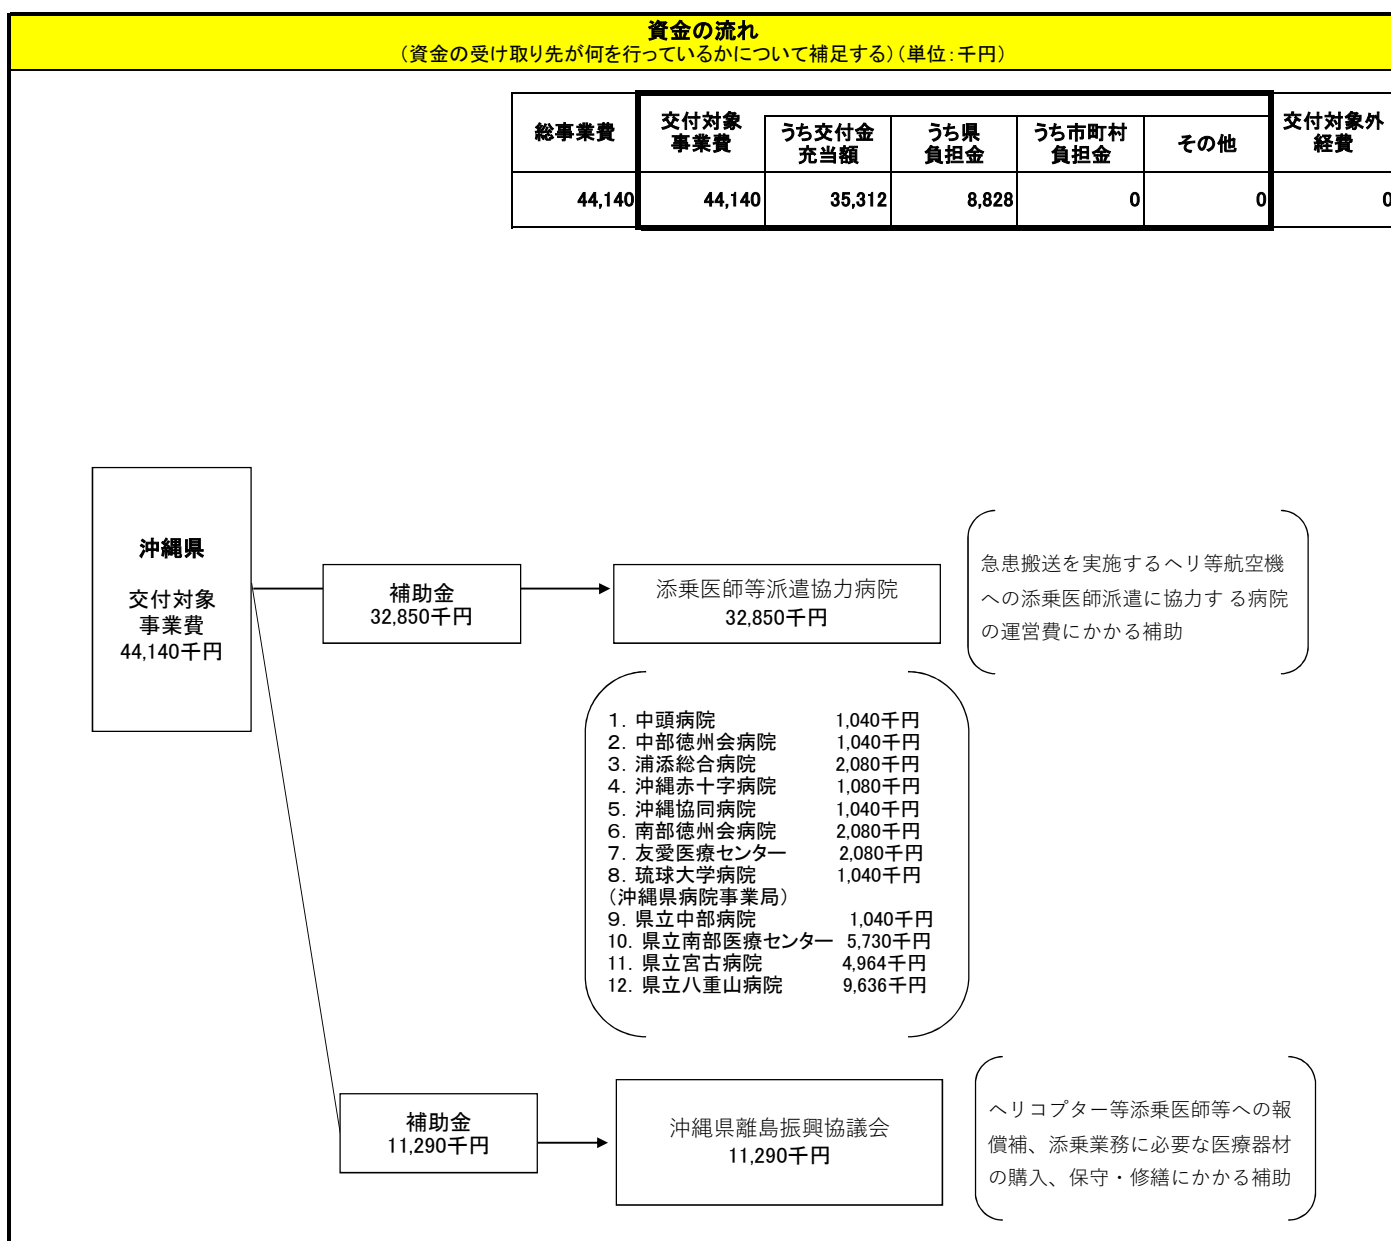 資金の流れ
（資金の受け取り先が何を行っているかについて補足する）（単位：千円）
総事業費
交付対象
事業費
うち交付金
充当額
うち県
負担金
うち市町村
負担金
その他
交付対象外
経費
44,140 44,140 35,312 8,828 0 0 0
沖縄県
交付対象
事業費
44,140千円
補助金
32,850千円
添乗医師等派遣協力病院
32,850千円
急患搬送を実施するヘリ等航空機
への添乗医師派遣に協力す る病院
の運営費にかかる補助
１．中頭病院 1,040千円
２．中部徳州会病院 1,040千円
３．浦添総合病院 2,080千円
４．沖縄赤十字病院 1,080千円
５．沖縄協同病院 1,040千円
６．南部徳州会病院 2,080千円
７．友愛医療センター 2,080千円
８．琉球大学病院 1,040千円
（沖縄県病院事業局）
９．県立中部病院 1,040千円
10．県立南部医療センター 5,730千円
11．県立宮古病院 4,964千円
12．県立八重山病院 9,636千円
補助金
11,290千円
沖縄県離島振興協議会
11,290千円
ヘリコプター等添乗医師等への報
償補、添乗業務に必要な医療器材
の購入、保守・修繕にかかる補助